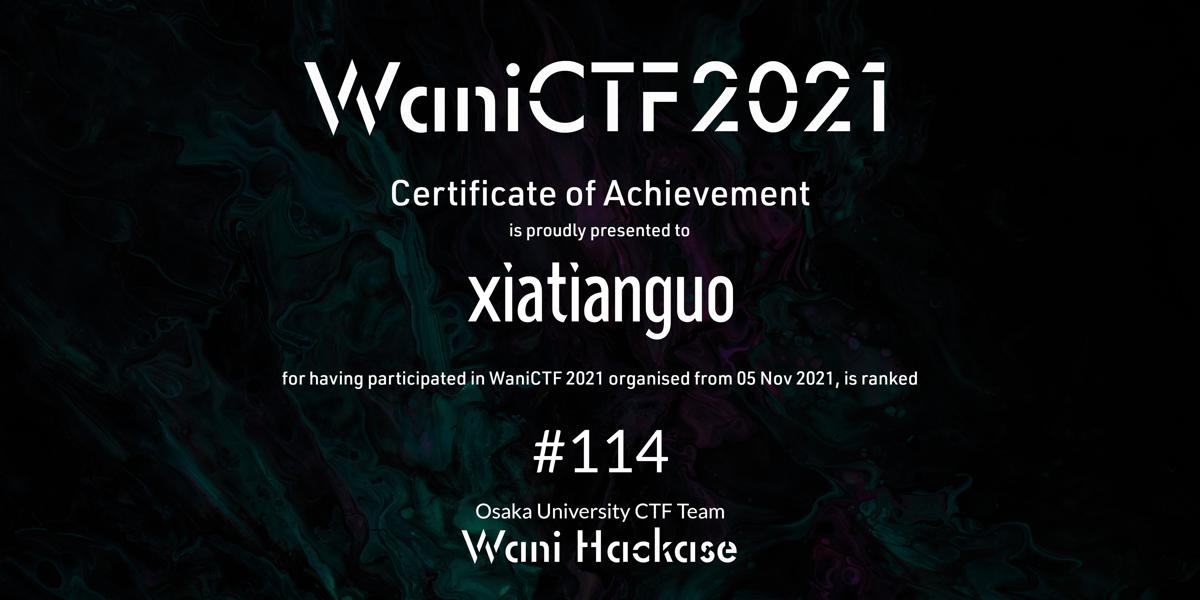 WaniCTF2021
Certificate of Achievement
is proudly presented to
xiatianguo
for having participated in WaniCTF 2021 organised from 05 Nov 2021, is ranked
#114
Osaka University CTF Team
Wani Hackase